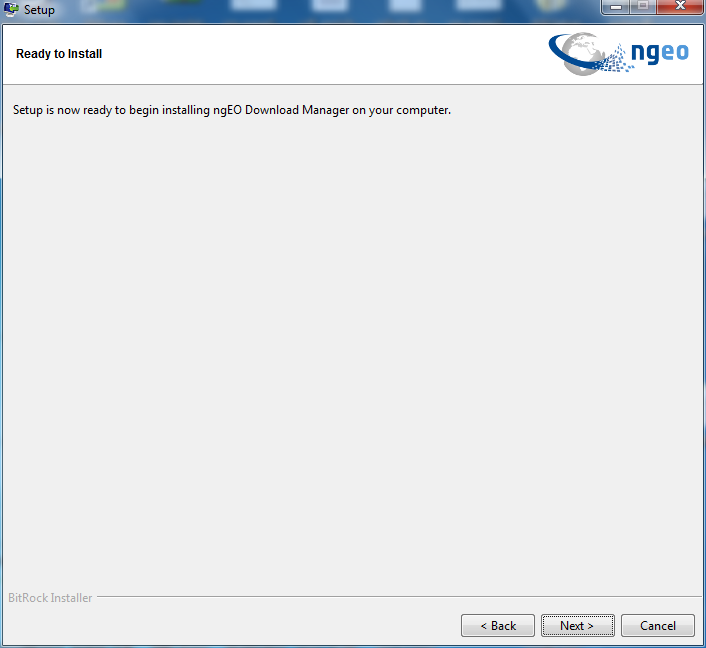 Setup
Ready to Install
ngeo
Setup is now ready to begin installing ngEO Download Manager on your computer.
BitRock Installer
< Back
Next >
Cancel